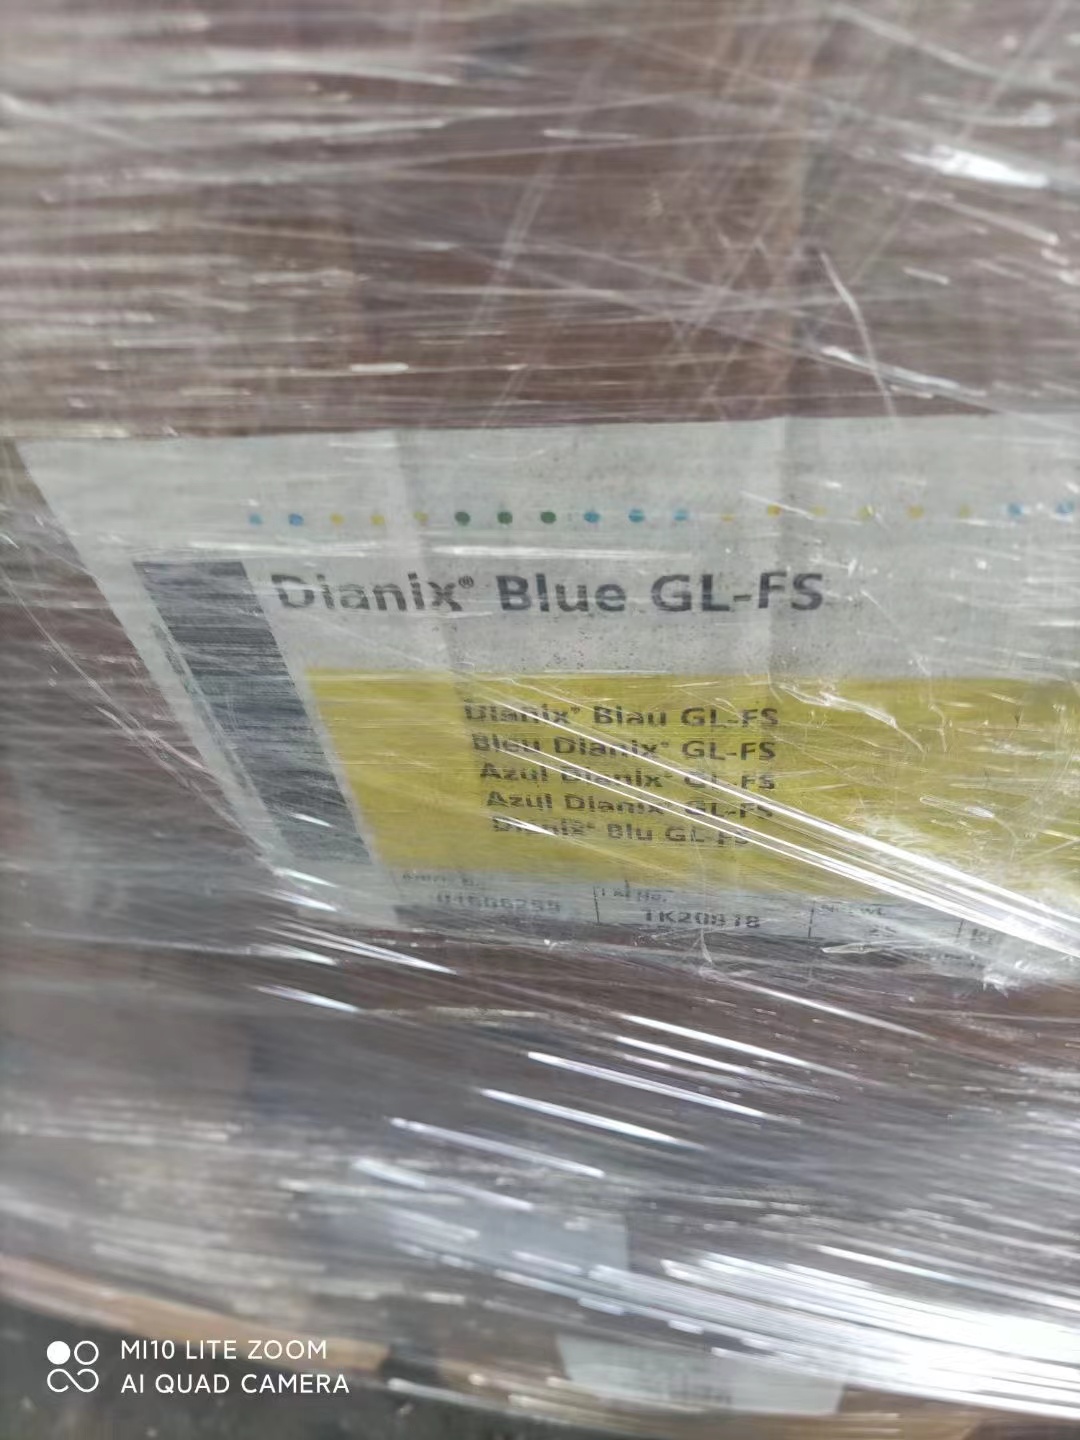 Dianix® Blue GL-FS
Dianix® Blau GL-FS
Bleu Dianix® GL-FS
Azul Dianix® GL-FS
Azul Dianix® GL-FS
Dianix® Blu GL-FS
MI10 LITE ZOOM
AI QUAD CAMERA